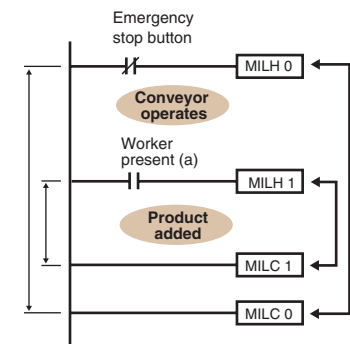 Emergency
stop button
MILH 0
Conveyor
operates
Worker
present (a)
MILH 1
Product
added
MILC 1
MILC 0